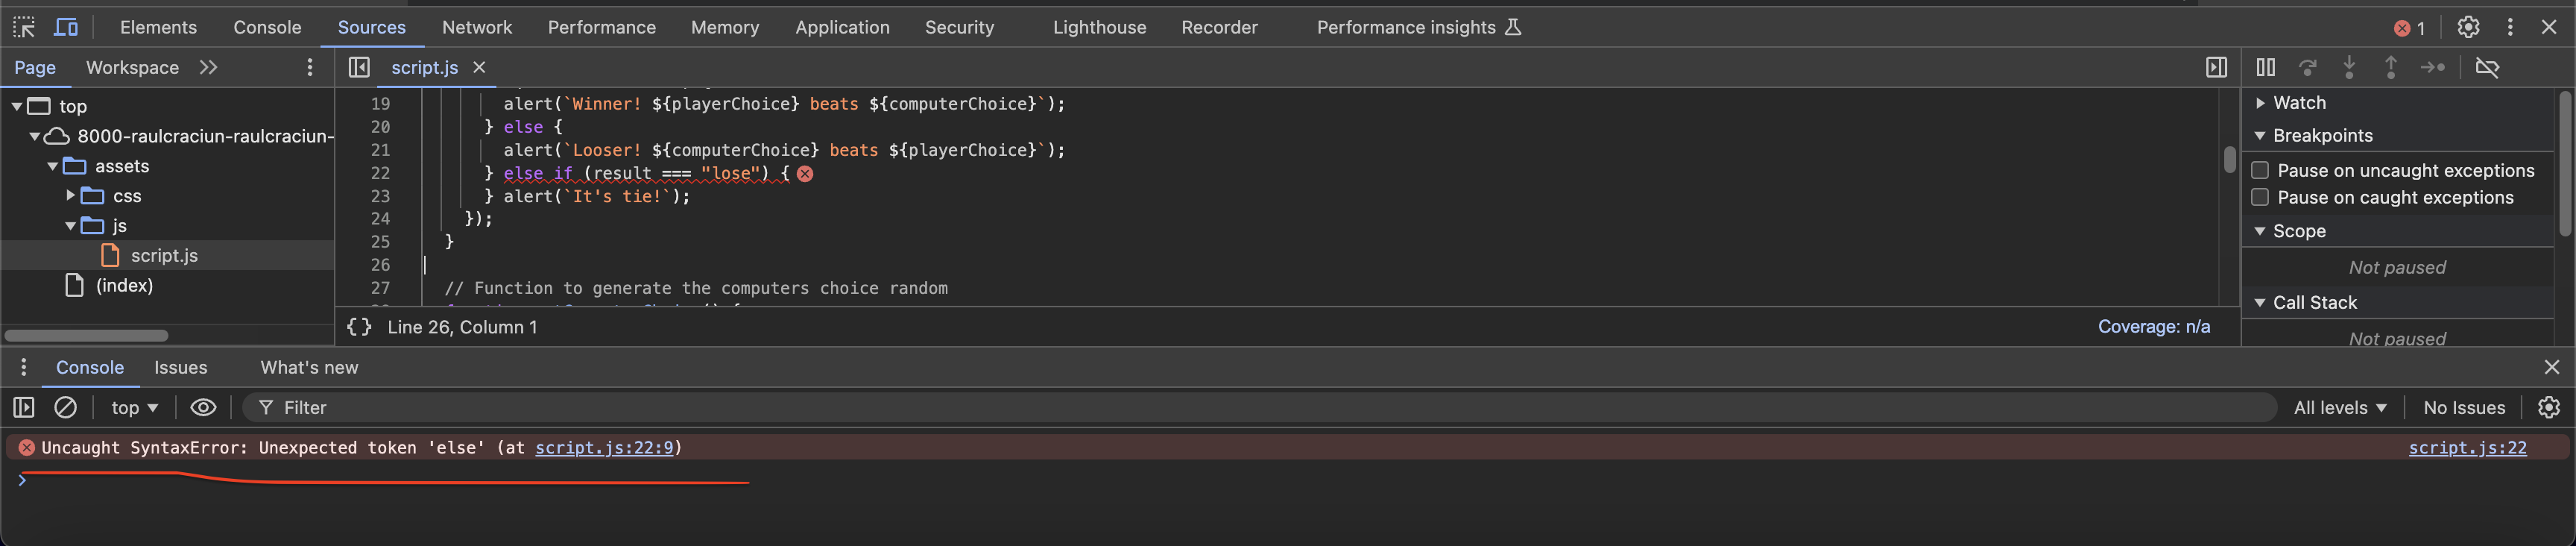 Elements Console Sources Network Performance Memory Application Security Lighthouse Recorder Performance insights 1
Page Workspace
script.js
top
8000-raulcraciun-raulcraciun-
assets
css
js
script.js
(index)
19 alert(`Winner! ${playerChoice} beats ${computerChoice}`);
20 } else {
21 alert(`Looser! ${computerChoice} beats ${playerChoice}`);
22 } else if (result === "lose") {
23 } alert(`It's tie!`);
24 });
25 }
26
27 // Function to generate the computers choice random
{ } Line 26, Column 1
Coverage: n/a
Watch
Breakpoints
Pause on uncaught exceptions
Pause on caught exceptions
Scope
Not paused
Call Stack
Not paused
Console Issues What's new
top Filter All levels No Issues
Uncaught SyntaxError: Unexpected token 'else' (at script.js:22:9) script.js:22